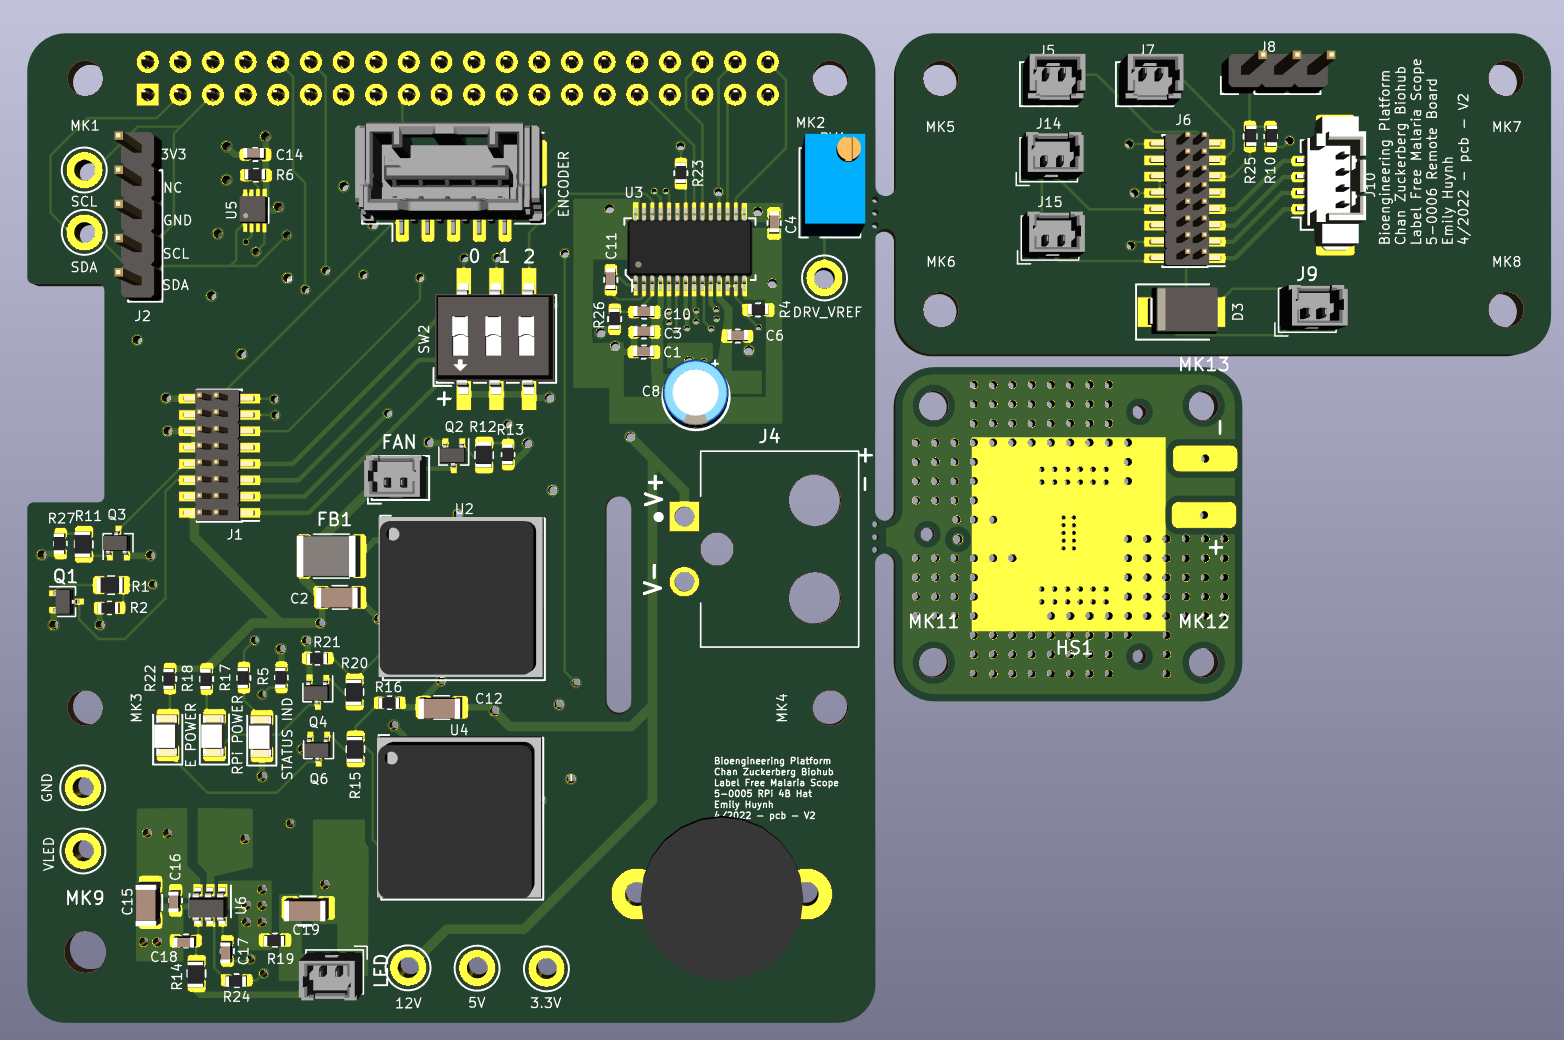 MK1
3V3
NC
GND
SCL
SDA
J2
SCL
SDA
C14
R6
U5
ENCODER
0 1 2
SW2
+
U3
R23
C4
C11
R26
C10
C3
C1
R4
C6
C8
+
MK2
DRV_VREF
J4
+
-
V+
V-
FAN
Q2
R12
R13
J1
U2
FB1
C2
R27
R11
Q3
Q1
R1
R2
R21
R20
R22
R18
R17
R5
Q4
R16
C12
U4
MK3
E POWER
RPi POWER
STATUS IND
Q6
R15
MK4
GND
VLED
MK9
C15
C16
U6
C19
C18
C17
R19
R14
R24
LED
12V
5V
3.3V
Bioengineering Platform
Chan Zuckerberg Biohub
Label Free Malaria Scope
5-0005 RPi 4B Hat
Emily Huynh
4/2022 - pcb - V2
J5
J7
J8
MK5
J14
J6
R25
R10
J10
J15
MK6
MK7
MK8
J9
D3
Bioengineering Platform
Chan Zuckerberg Biohub
Label Free Malaria Scope
5-0006 Remote Board
Emily Huynh
4/2022 - pcb - V2
MK13
-
+
MK11
MK12
HS1